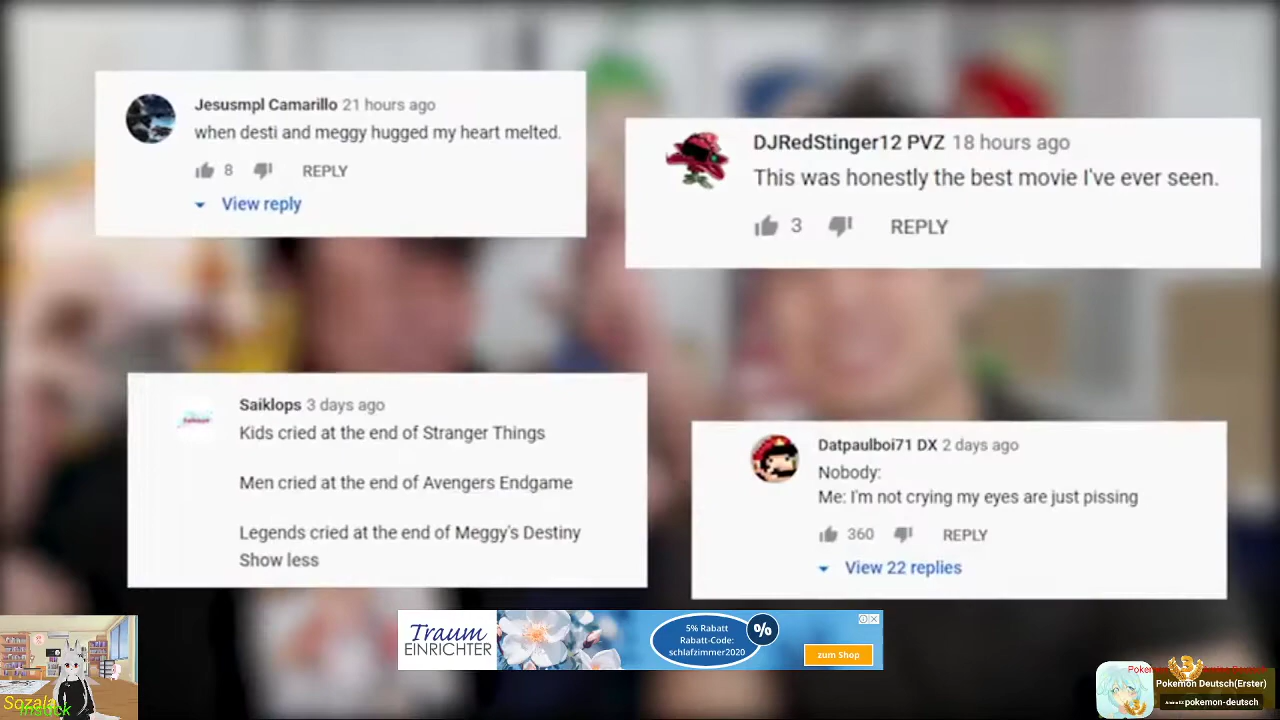 Jesusmpl Camarillo 21 hours ago
when desti and meggy hugged my heart melted.
8 REPLY
View reply
DJRedStinger12 PVZ 18 hours ago
This was honestly the best movie I've ever seen.
3 REPLY
Saiklops 3 days ago
Kids cried at the end of Stranger Things
Men cried at the end of Avengers Endgame
Legends cried at the end of Meggy's Destiny
Show less
Datpaulboi71 DX 2 days ago
Nobody:
Me: I'm not crying my eyes are just pissing
360 REPLY
View 22 replies
Traum
EINRICHTER
5% Rabatt
Rabatt-Code:
schlafzimmer2020
%
zum Shop
Pokemon Deutsch(Erster)
pokemon-deutsch